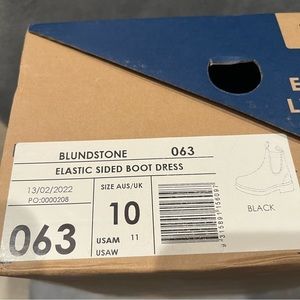 E
L
BLUNDSTONE 063
ELASTIC SIDED BOOT DRESS
13/02/2022
PO:0000208
SIZE AUS/UK
063
10
USAM 11
USAW
BLACK